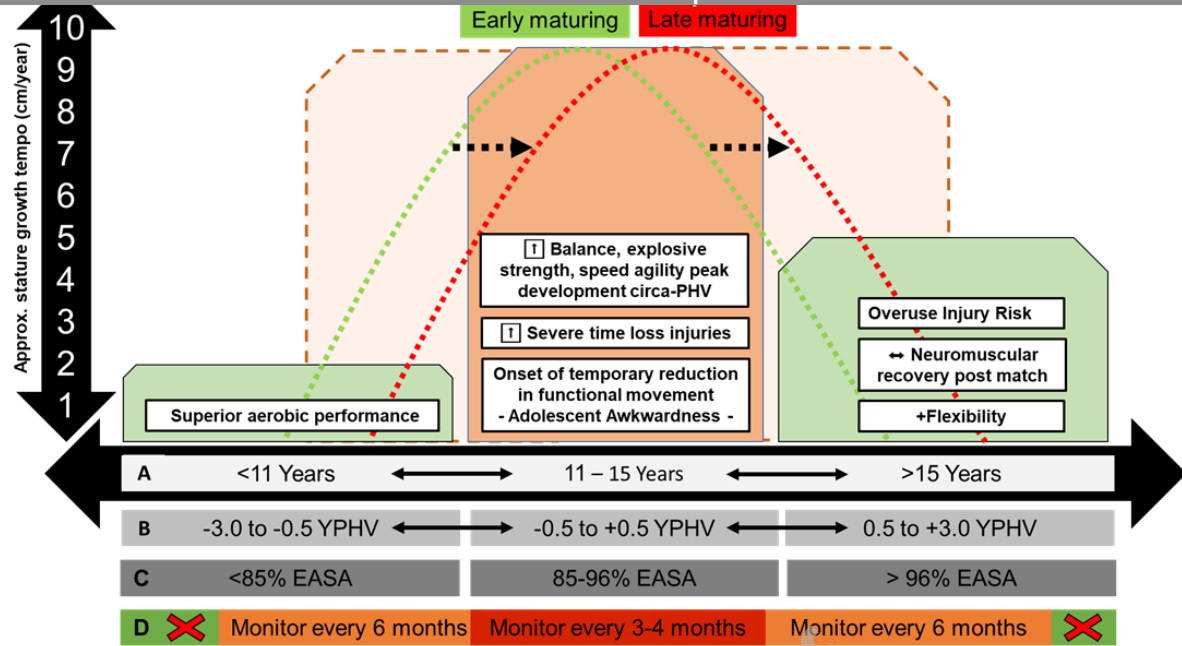 Early maturing
Late maturing
Approx. stature growth tempo (cm/year)
10
9
8
7
6
5
4
3
2
1
Superior aerobic performance
↑ Balance, explosive
strength, speed agility peak
development circa-PHV
↑ Severe time loss injuries
Onset of temporary reduction
in functional movement
- Adolescent Awkwardness -
Overuse Injury Risk
↔ Neuromuscular
recovery post match
+Flexibility
A <11 Years 11 – 15 Years >15 Years
B -3.0 to -0.5 YPHV -0.5 to +0.5 YPHV 0.5 to +3.0 YPHV
C <85% EASA 85-96% EASA > 96% EASA
D Monitor every 6 months Monitor every 3-4 months Monitor every 6 months